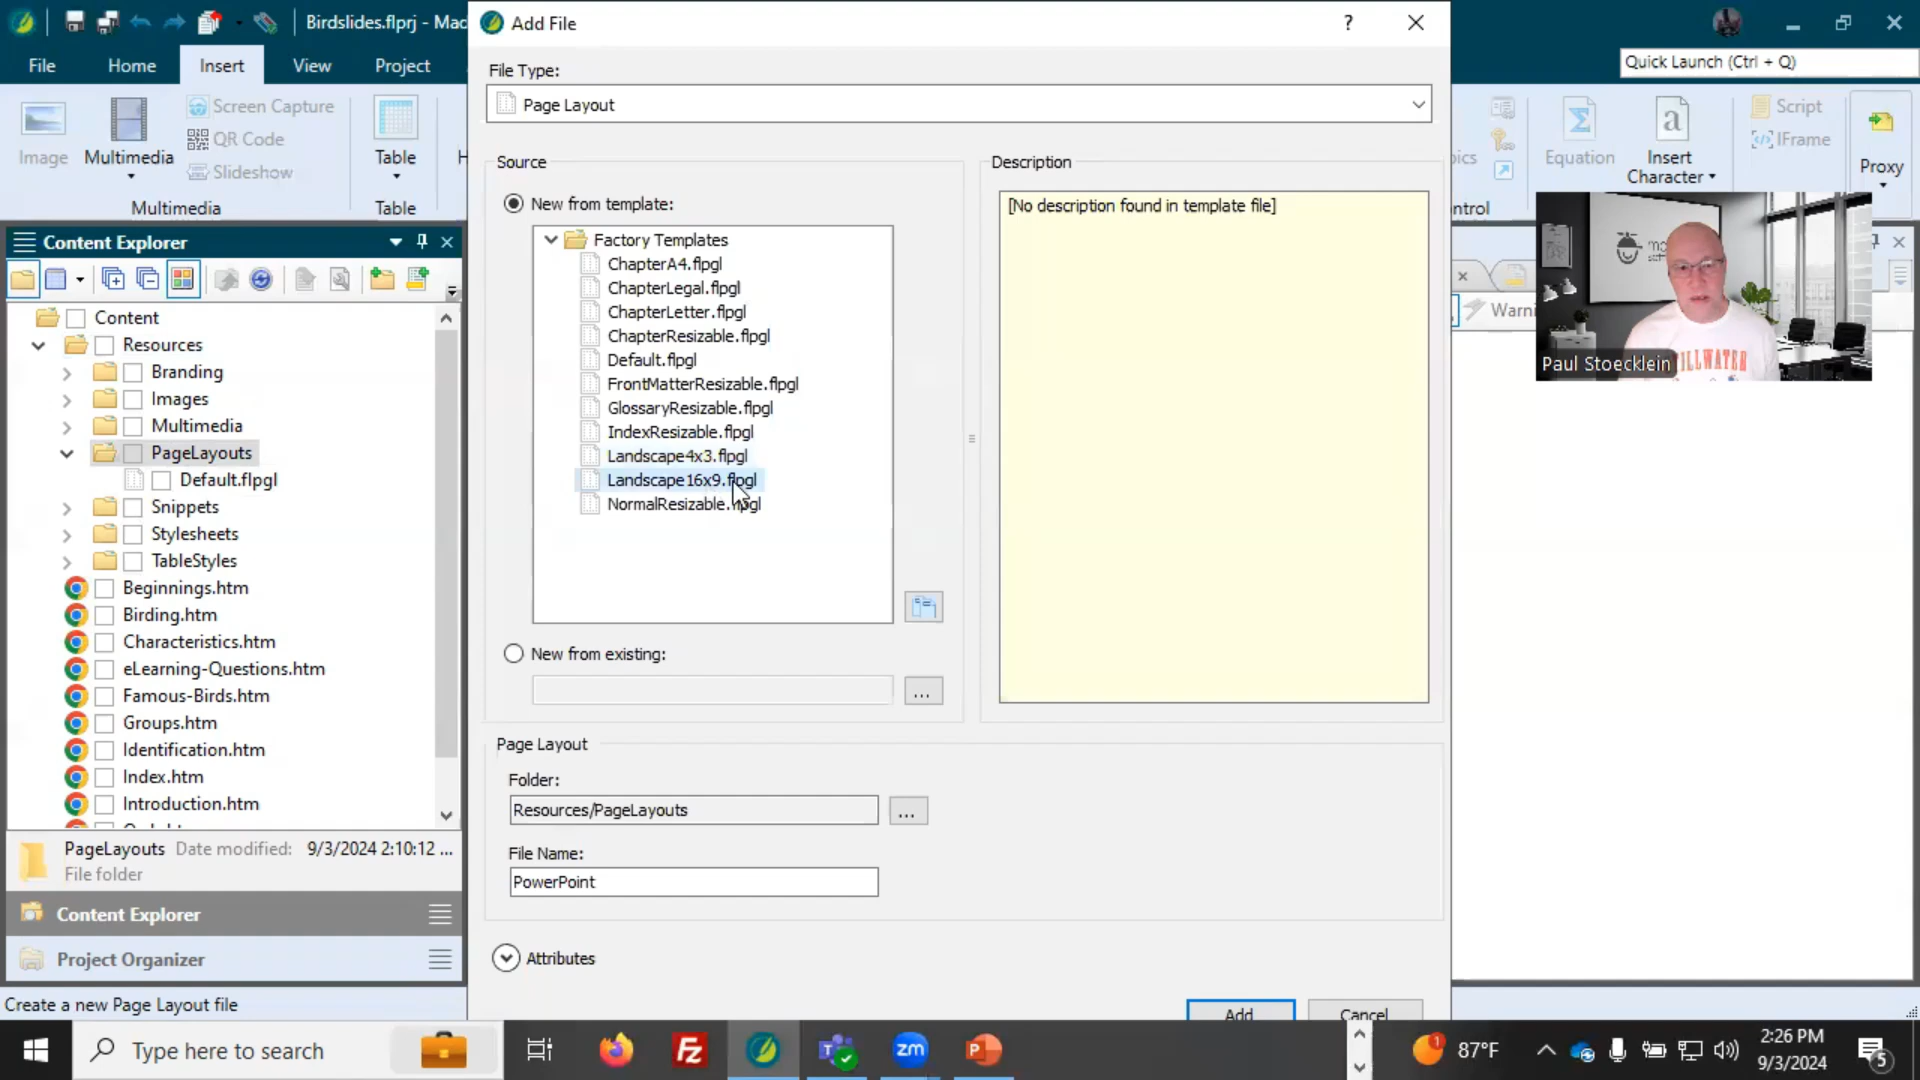 Birdslides.flprj - Mad
Add File
?
File
Home
Insert
View
Project
Quick Launch (Ctrl + Q)
File Type:
Page Layout
Image
Multimedia
Screen Capture
QR Code
Slideshow
Table
H
Multimedia
Table
Equation
Insert
Character
Script
IFrame
Proxy
Content Explorer
Source
New from template:
Factory Templates
ChapterA4.flpgl
ChapterLegal.flpgl
ChapterLetter.flpgl
ChapterResizable.flpgl
Default.flpgl
FrontMatterResizable.flpgl
GlossaryResizable.flpgl
IndexResizable.flpgl
Landscape4x3.flpgl
Landscape16x9.flpgl
NormalResizable.flpgl
New from existing:
...
Description
[No description found in template file]
Warni
Paul Stoecklein
Content
Resources
Branding
Images
Multimedia
PageLayouts
Default.flpgl
Snippets
Stylesheets
TableStyles
Beginnings.htm
Birding.htm
Characteristics.htm
eLearning-Questions.htm
Famous-Birds.htm
Groups.htm
Identification.htm
Index.htm
Introduction.htm
PageLayouts Date modified: 9/3/2024 2:10:12 ...
File folder
Content Explorer
Project Organizer
Create a new Page Layout file
Page Layout
Folder:
Resources/PageLayouts
...
File Name:
PowerPoint
Attributes
Add
Cancel
Type here to search
Fz
zm
P
87°F
2:26 PM
9/3/2024
5